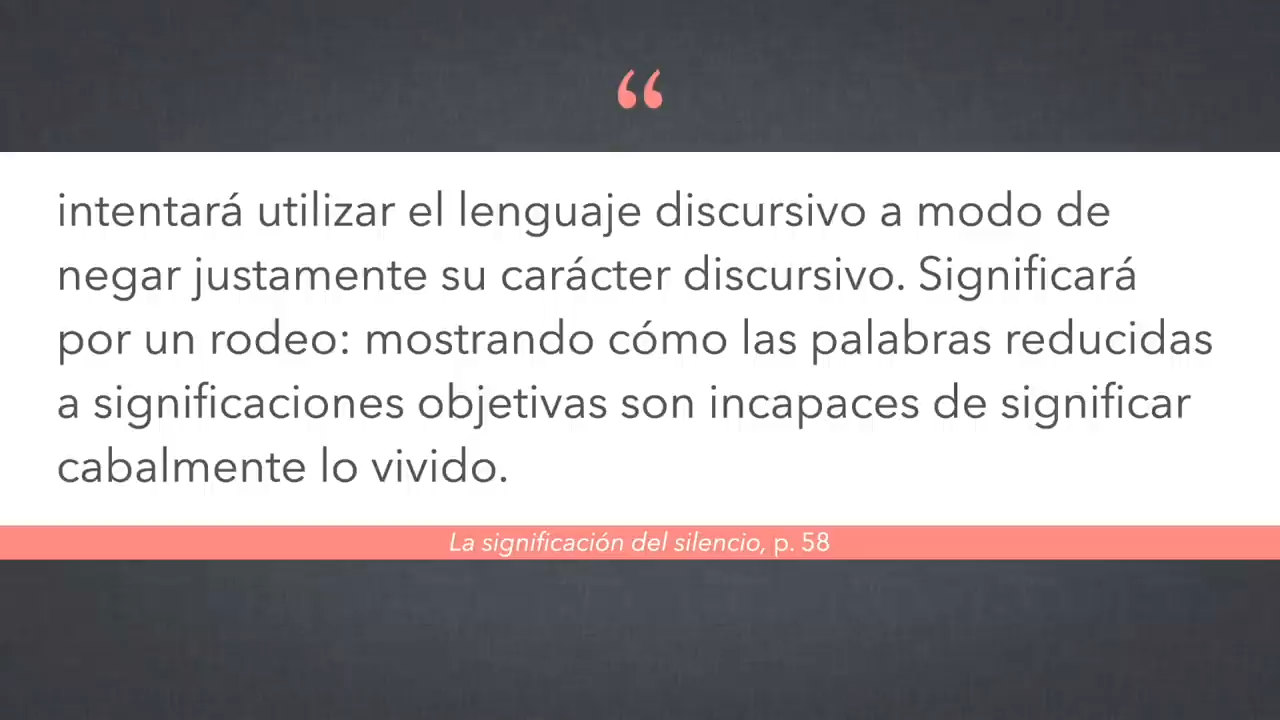 “
intentará utilizar el lenguaje discursivo a modo de
negar justamente su carácter discursivo. Significará
por un rodeo: mostrando cómo las palabras reducidas
a significaciones objetivas son incapaces de significar
cabalmente lo vivido.
La significación del silencio, p. 58